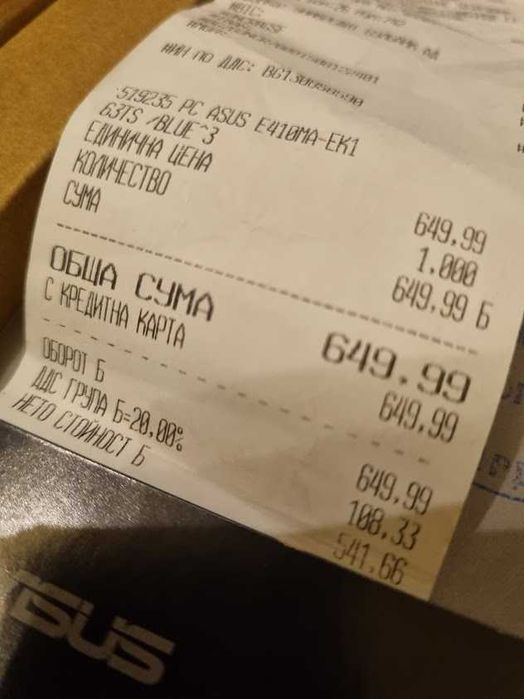 ИНН ПО ДДС: BG130090590
:519235 PC ASUS E410MA-EK1
63TS /BLUE^3
ЕДИНИЧНА ЦЕНА 649.99
КОЛИЧЕСТВО 1.000
СУМА 649.99 Б
ОБЩА СУМА 649.99
С КРЕДИТНА КАРТА 649.99
ОБОРОТ Б 649.99
ДДС ГРУПА Б=20,00% 108.33
НЕТО СТОЙНОСТ Б 541.66
ASUS